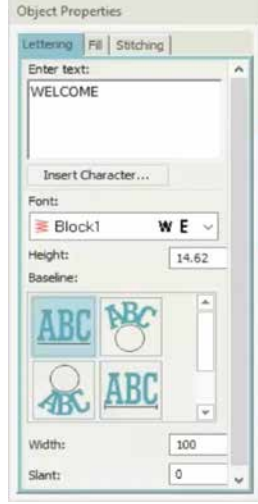 Object Properties
Lettering Fill Stitching
Enter text:
WELCOME
Insert Character...
Font:
Block1 W E
Height: 14.62
Baseline:
ABC ABC
ABC ABC
Width: 100
Slant: 0